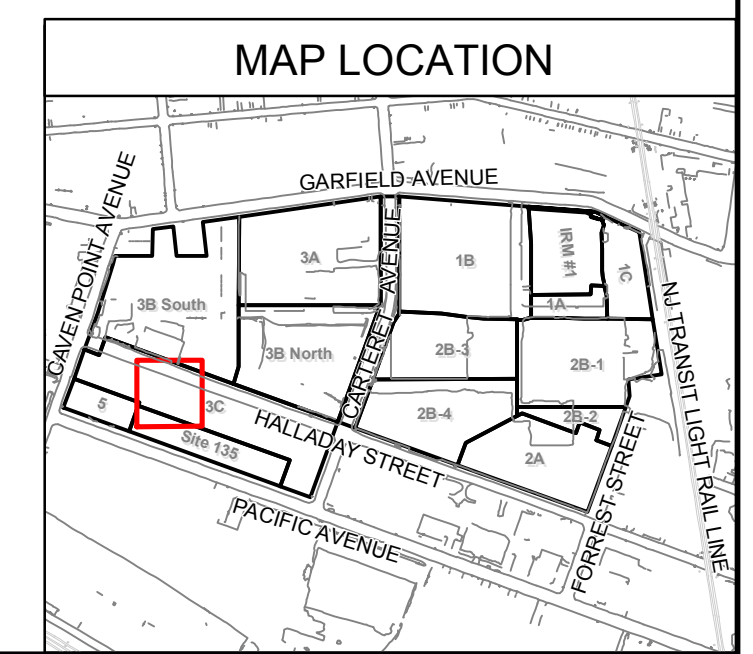 MAP LOCATION
GARFIELD AVENUE
CAVEN POINT AVENUE
CARTERET AVENUE
3A
1B
IRM #1
1C
1A
3B South
3B North
2B-3
2B-1
NJ TRANSIT LIGHT RAIL LINE
5
3C
HALLADAY STREET
2B-4
2B-2
2A
Site 135
PACIFIC AVENUE
FORREST STREET